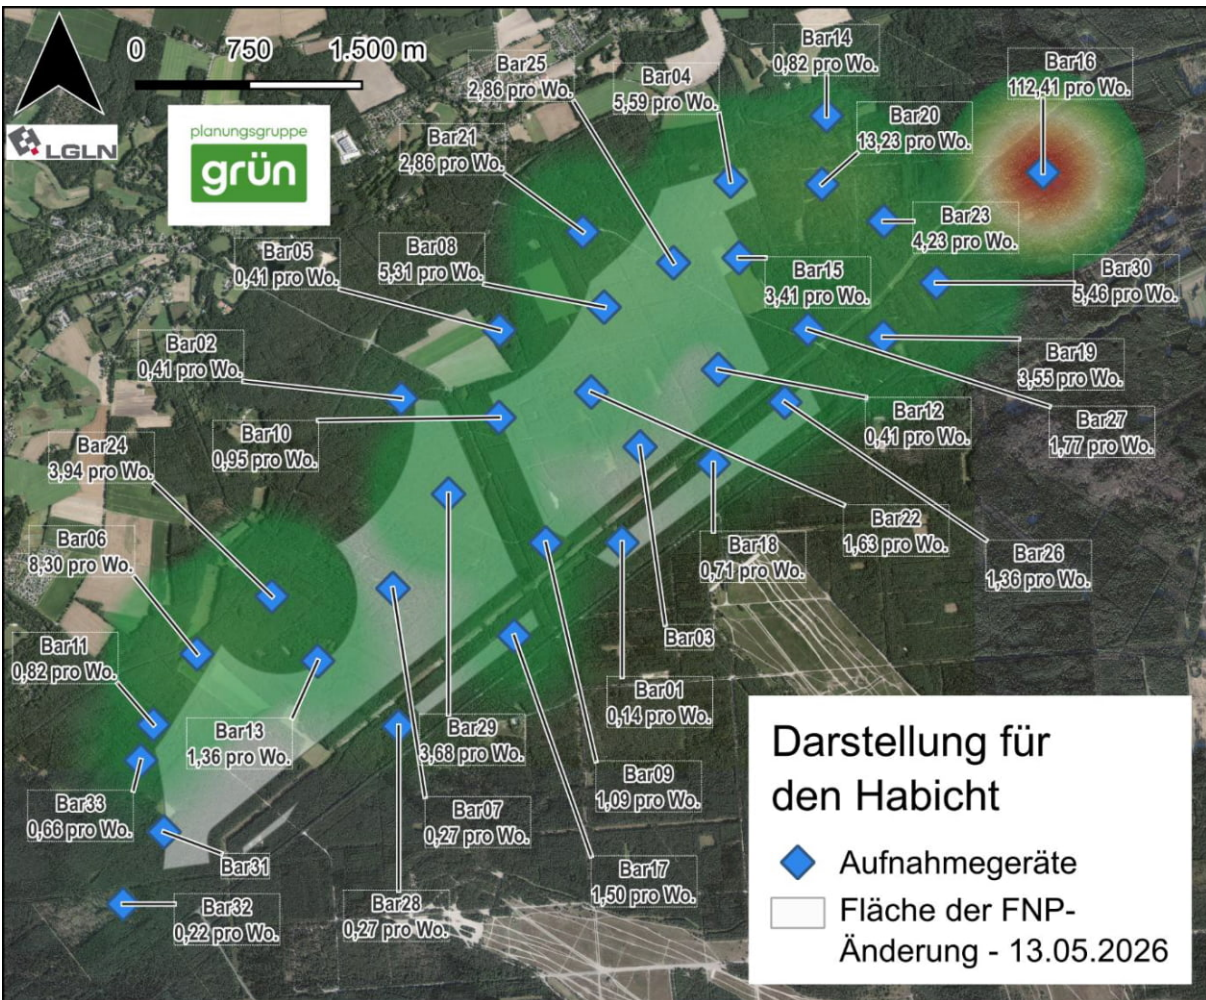 0 750 1.500 m
LGLN
planungsgruppe
grün
Bar14
0,82 pro Wo.
Bar16
112,41 pro Wo.
Bar25
2,86 pro Wo.
Bar04
5,59 pro Wo.
Bar20
13,23 pro Wo.
Bar21
2,86 pro Wo.
Bar23
4,23 pro Wo.
Bar05
0,41 pro Wo.
Bar08
5,31 pro Wo.
Bar15
3,41 pro Wo.
Bar30
5,46 pro Wo.
Bar02
0,41 pro Wo.
Bar19
3,55 pro Wo.
Bar10
0,95 pro Wo.
Bar12
0,41 pro Wo.
Bar27
1,77 pro Wo.
Bar24
3,94 pro Wo.
Bar22
1,63 pro Wo.
Bar06
8,30 pro Wo.
Bar18
0,71 pro Wo.
Bar26
1,36 pro Wo.
Bar03
Bar11
0,82 pro Wo.
Bar01
0,14 pro Wo.
Bar13
1,36 pro Wo.
Bar29
3,68 pro Wo.
Bar09
1,09 pro Wo.
Bar33
0,66 pro Wo.
Bar07
0,27 pro Wo.
Bar31
Bar17
1,50 pro Wo.
Bar32
0,22 pro Wo.
Bar28
0,27 pro Wo.
Darstellung für
den Habicht
Aufnahmegeräte
Fläche der FNP-
Änderung - 13.05.2026